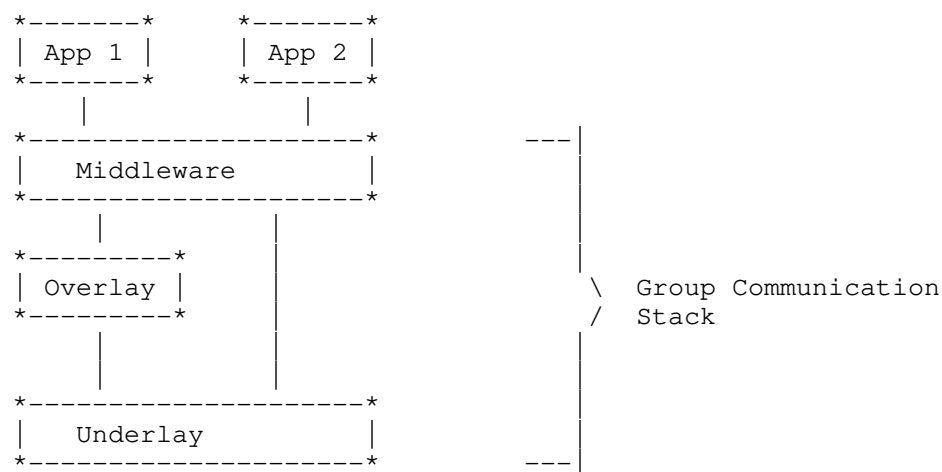 App 1 App 2
Middleware
Overlay Group Communication
Stack
Underlay